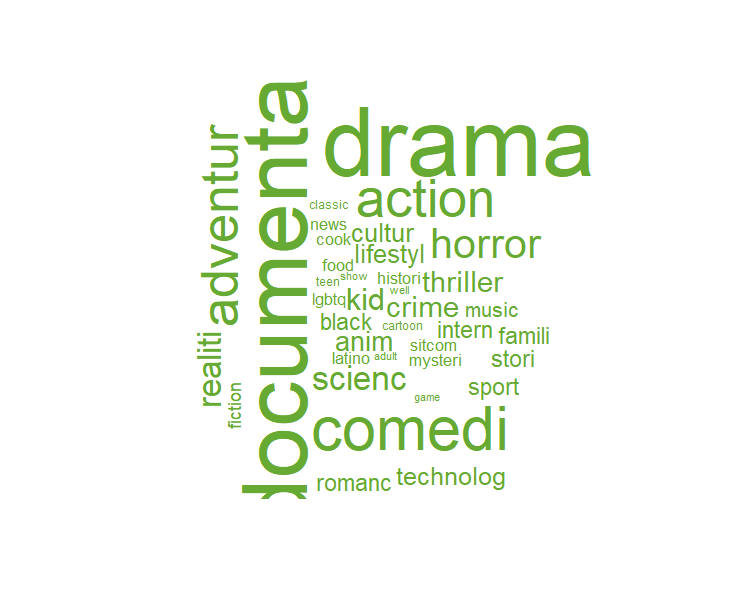 documenta
drama
adventur
action
classic
news
cultur
cook
horror
lifestyl
food
teen
show
histori
thriller
well
lgbtq
kid
crime
music
black
cartoon
intern
famili
anim
sitcom
realiti
latino
adult
mysteri
stori
scienc
sport
fiction
game
comedi
romanc
technolog